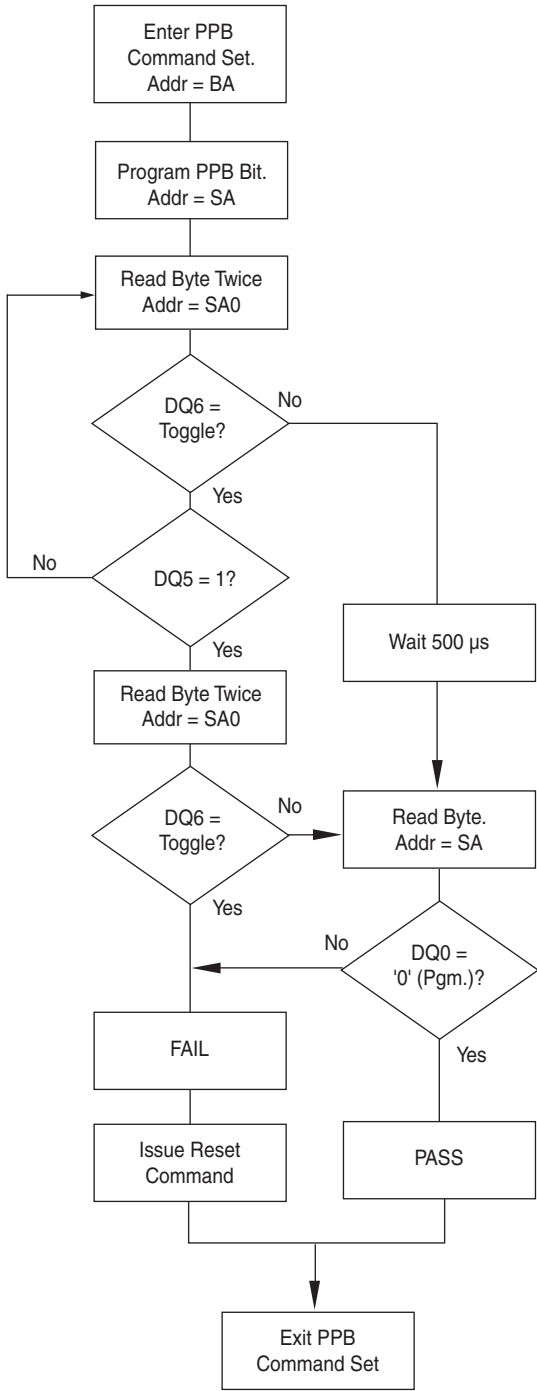 Enter PPB
Command Set.
Addr = BA
Program PPB Bit.
Addr = SA
Read Byte Twice
Addr = SA0
DQ6 =
Toggle?
No
Yes
No
DQ5 = 1?
Yes
Wait 500 µs
Read Byte Twice
Addr = SA0
DQ6 =
Toggle?
No
Read Byte.
Addr = SA
Yes
No
DQ0 =
'0' (Pgm.)?
FAIL
Yes
Issue Reset
Command
PASS
Exit PPB
Command Set